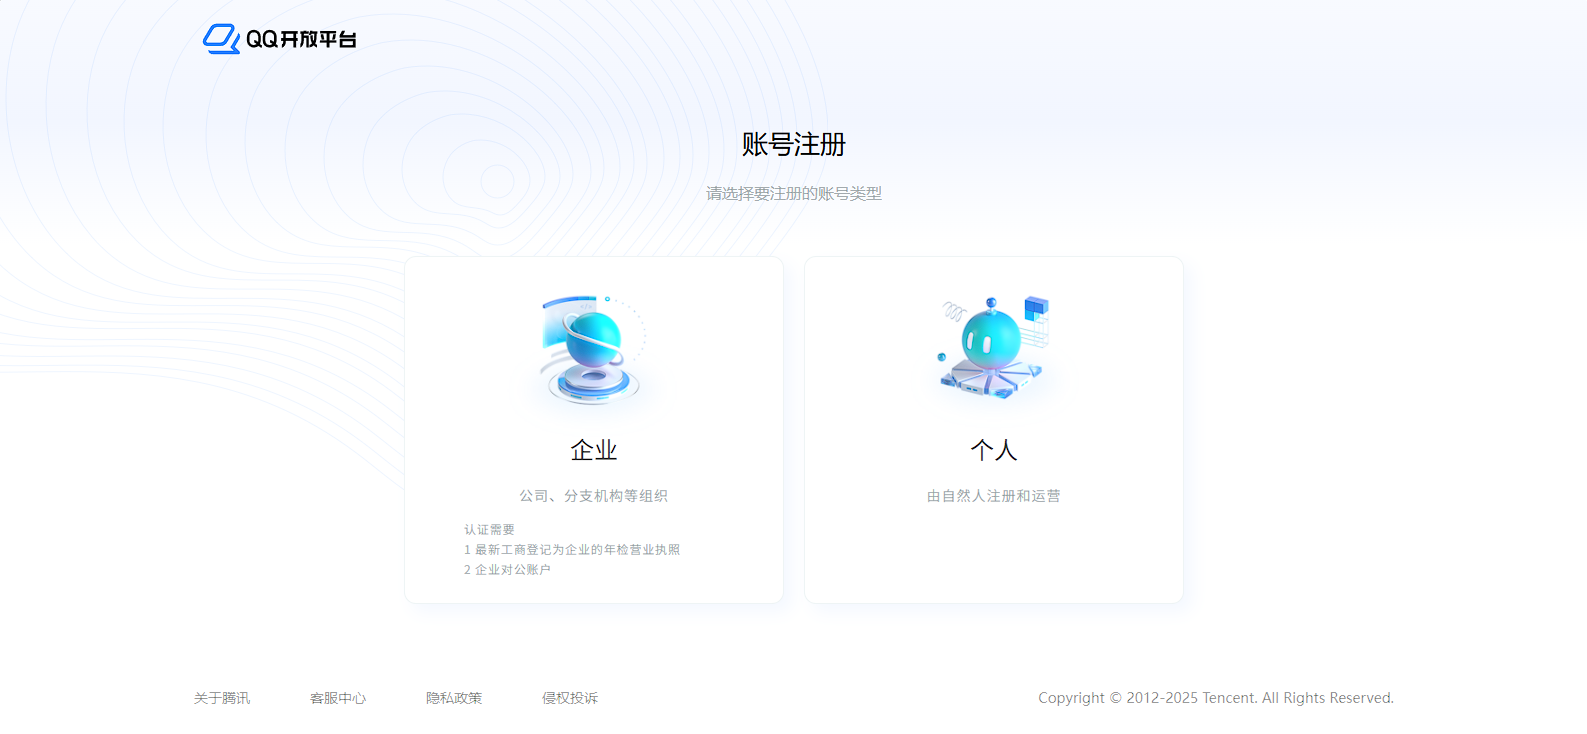 QQ开放平台
账号注册
请选择要注册的账号类型
企业
公司、分支机构等组织
认证需要
1 最新工商登记为企业的年检营业执照
2 企业对公账户
个人
由自然人注册和运营
关于腾讯
客服中心
隐私政策
侵权投诉
Copyright © 2012-2025 Tencent. All Rights Reserved.